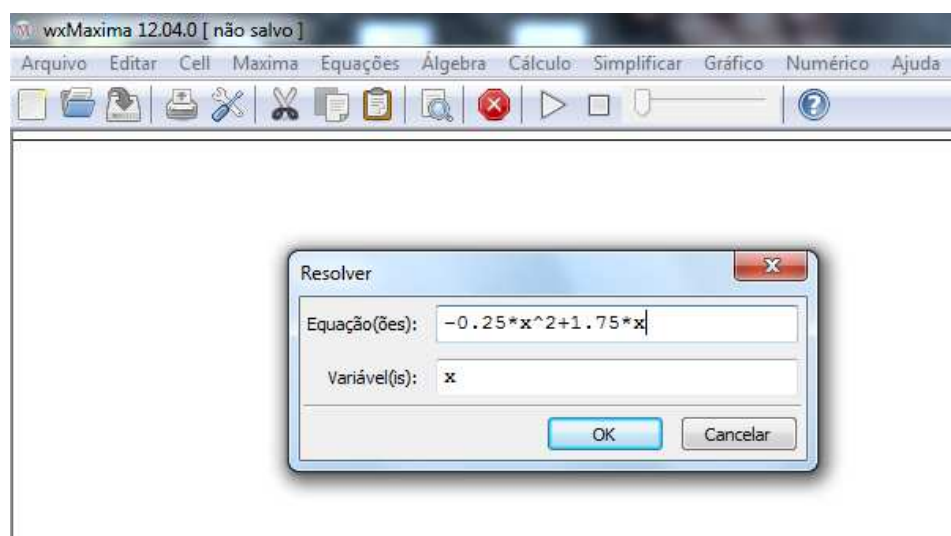 wxMaxima 12.04.0 [ não salvo ]
Arquivo Editar Cell Maxima Equações Álgebra Cálculo Simplificar Gráfico Numérico Ajuda
Resolver
Equação(ões): -0.25*x^2+1.75*x
Variável(is): x
OK Cancelar